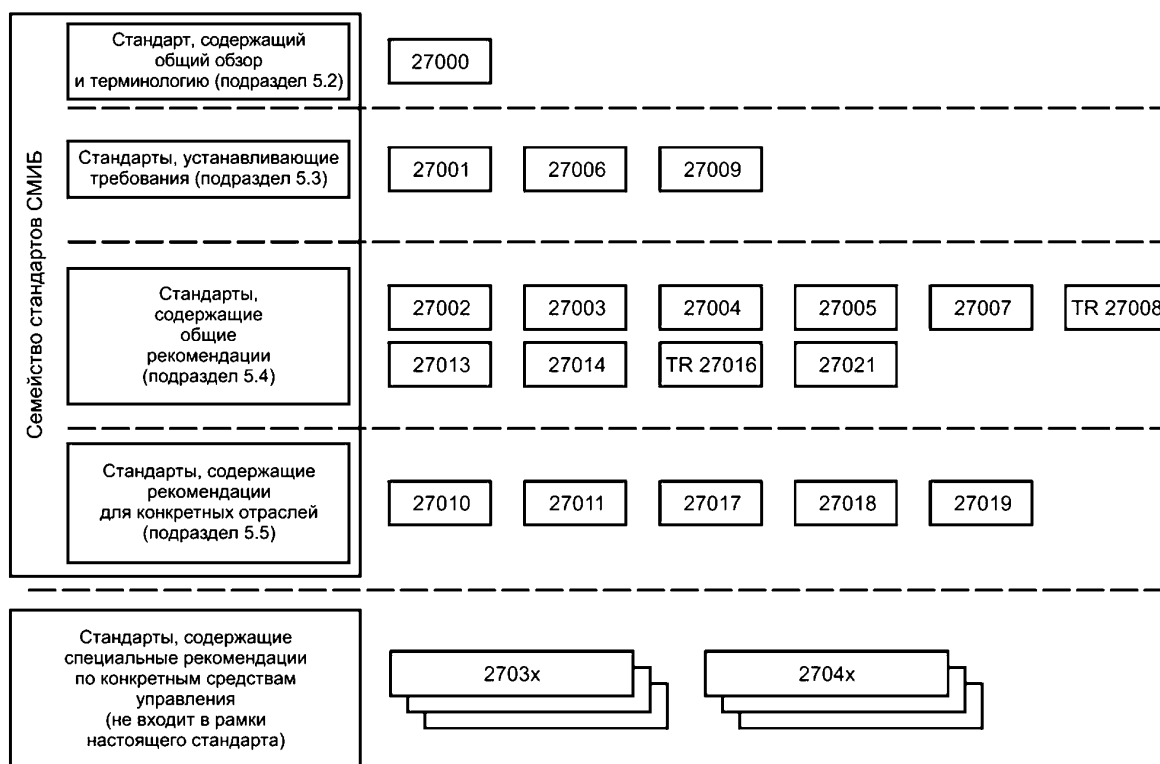 Семейство стандартов СМИБ
Стандарт, содержащий
общий обзор
и терминологию (подраздел 5.2)
27000
Стандарты, устанавливающие
требования (подраздел 5.3)
27001 27006 27009
Стандарты,
содержащие
общие
рекомендации
(подраздел 5.4)
27002 27003 27004 27005 27007 TR 27008
27013 27014 TR 27016 27021
Стандарты, содержащие
рекомендации
для конкретных отраслей
(подраздел 5.5)
27010 27011 27017 27018 27019
Стандарты, содержащие
специальные рекомендации
по конкретным средствам
управления
(не входит в рамки
настоящего стандарта)
2703x 2704x